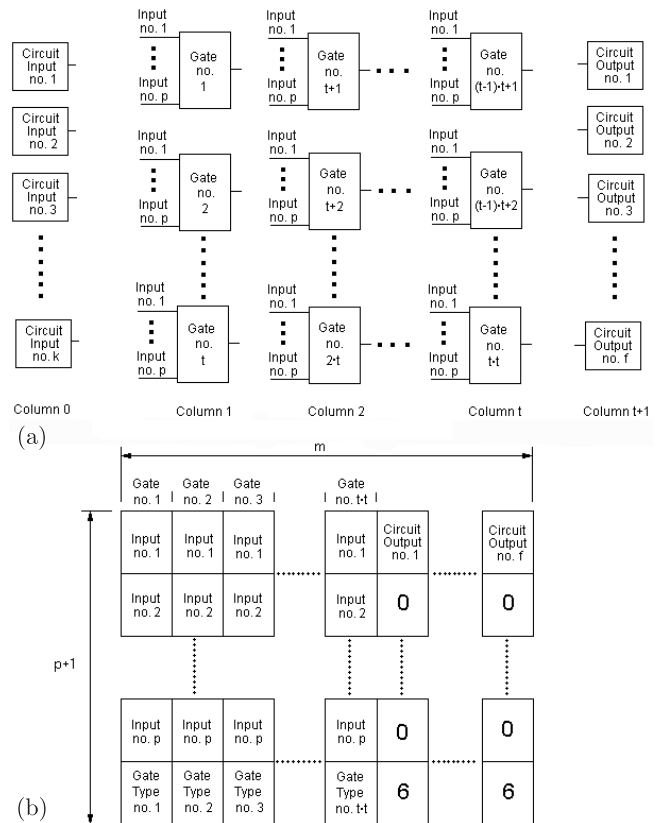 Circuit Input no. 1
Circuit Input no. 2
Circuit Input no. 3
Circuit Input no. k
Column 0
Input no. 1
Input no. p
Gate no. 1
Input no. 1
Input no. p
Gate no. 2
Input no. 1
Input no. p
Gate no. t
Column 1
Input no. 1
Input no. p
Gate no. t+1
Input no. 1
Input no. p
Gate no. t+2
Input no. 1
Input no. p
Gate no. 2·t
Column 2
Input no. 1
Input no. p
Gate no. (t-1)·t+1
Input no. 1
Input no. p
Gate no. (t-1)·t+2
Input no. 1
Input no. p
Gate no. t·t
Column t
Circuit Output no. 1
Circuit Output no. 2
Circuit Output no. 3
Circuit Output no. f
Column t+1
(a)
m
Gate no. 1
Gate no. 2
Gate no. 3
Gate no. t·t
Input no. 1
Input no. 1
Input no. 1
Input no. 1
Circuit Output no. 1
Circuit Output no. f
Input no. 2
Input no. 2
Input no. 2
Input no. 2
0
0
p+1
Input no. p
Input no. p
Input no. p
Input no. p
0
0
Gate Type no. 1
Gate Type no. 2
Gate Type no. 3
Gate Type no. t·t
6
6
(b)